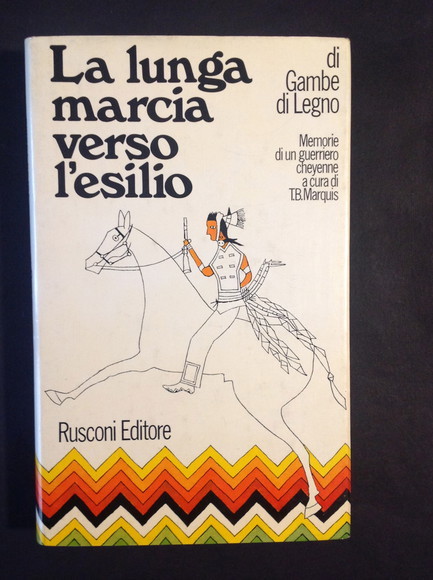 La lunga
marcia
verso
l'esilio
di
Gambe
di Legno
Memorie
di un guerriero
cheyenne
a cura di
T.B.Marquis
Rusconi Editore